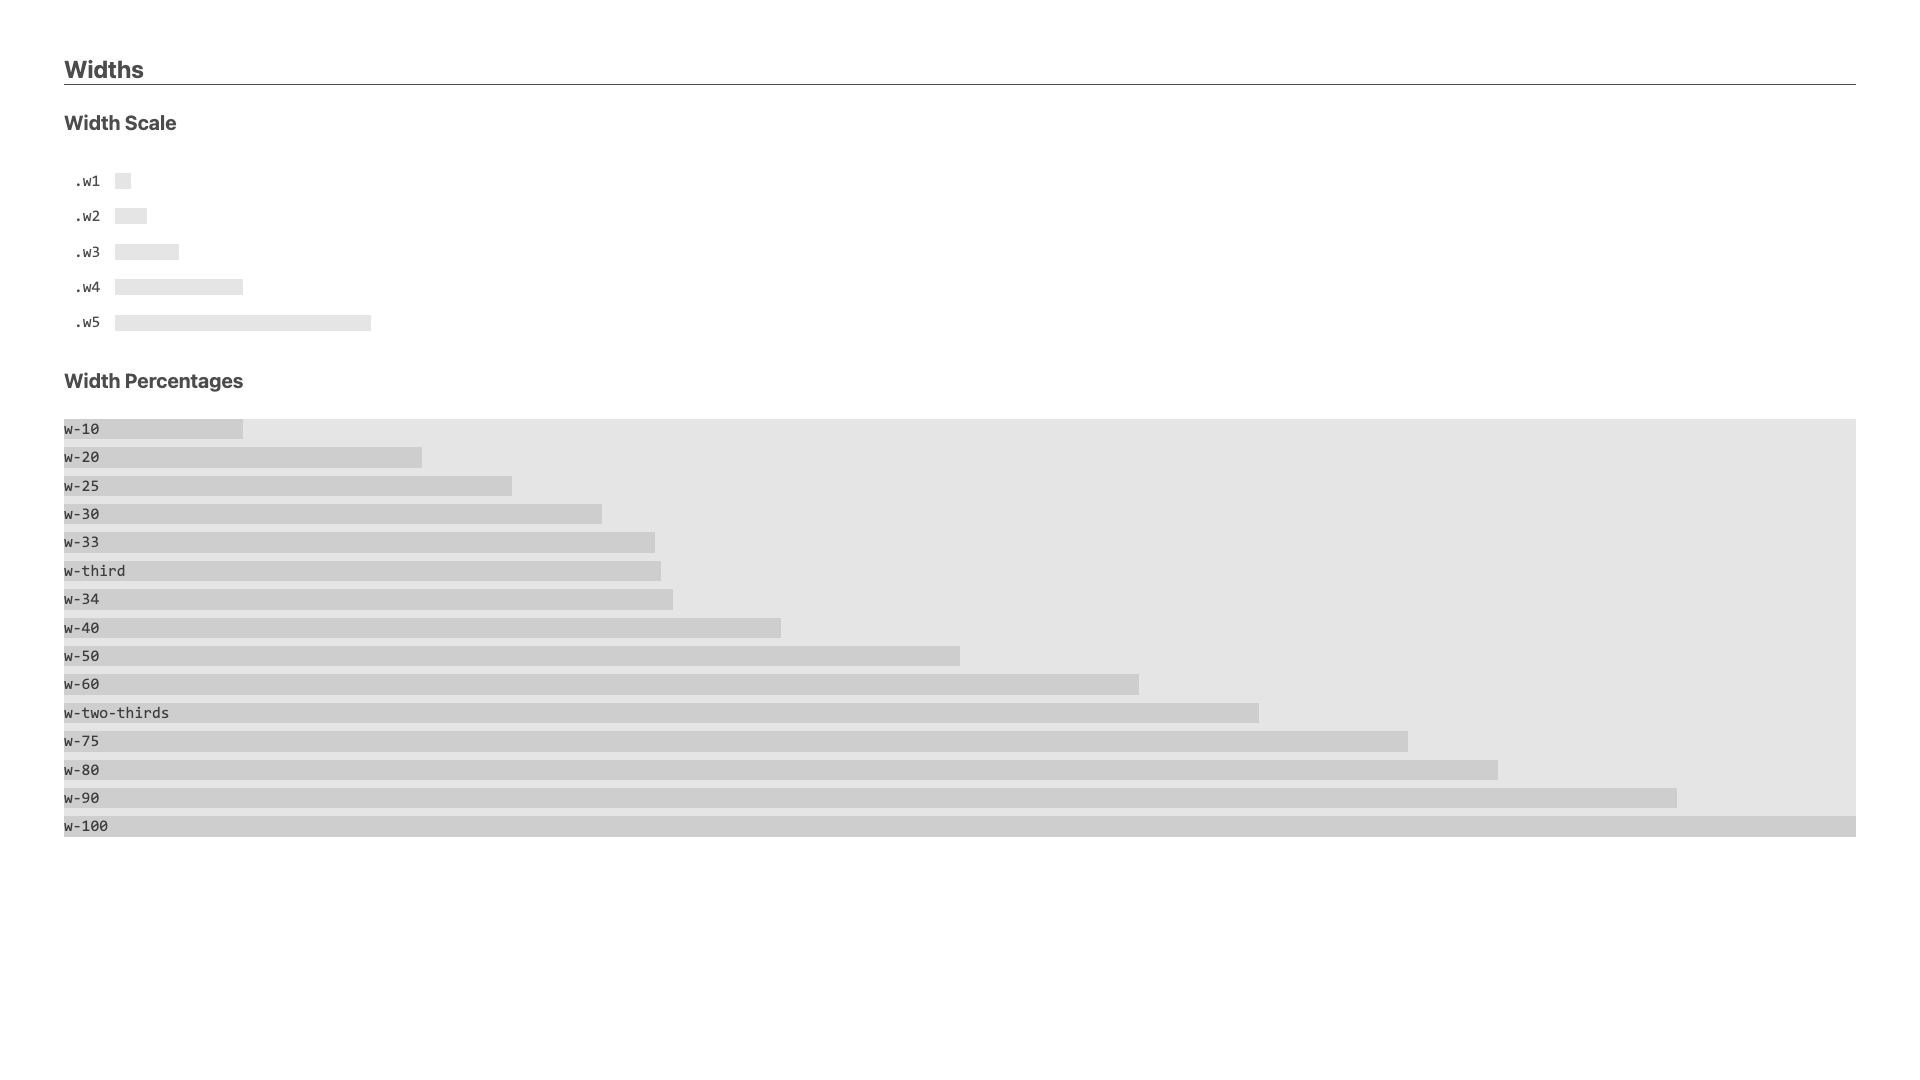 Widths
Width Scale
.w1
.w2
.w3
.w4
.w5
Width Percentages
w-10
w-20
w-25
w-30
w-33
w-third
w-34
w-40
w-50
w-60
w-two-thirds
w-75
w-80
w-90
w-100